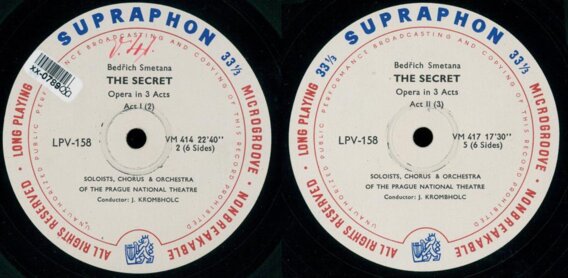 SUPRAPHON
33⅓
LONG PLAYING
MICROGROOVE · NONBREAKABLE · ALL RIGHTS RESERVED
UNAUTHORIZED PUBLIC PERFORMANCE BROADCASTING AND COPYING OF THIS RECORD PROHIBITED
Bedřich Smetana
THE SECRET
Opera in 3 Acts
Act I (2)
LPV-158
VM 414 22'40''
2 (6 Sides)
SOLOISTS, CHORUS & ORCHESTRA
OF THE PRAGUE NATIONAL THEATRE
Conductor: J. KROMBHOLC
SUPRAPHON
33⅓
LONG PLAYING
MICROGROOVE · NONBREAKABLE · ALL RIGHTS RESERVED
UNAUTHORIZED PUBLIC PERFORMANCE BROADCASTING AND COPYING OF THIS RECORD PROHIBITED
Bedřich Smetana
THE SECRET
Opera in 3 Acts
Act II (3)
LPV-158
VM 417 17'30''
5 (6 Sides)
SOLOISTS, CHORUS & ORCHESTRA
OF THE PRAGUE NATIONAL THEATRE
Conductor: J. KROMBHOLC